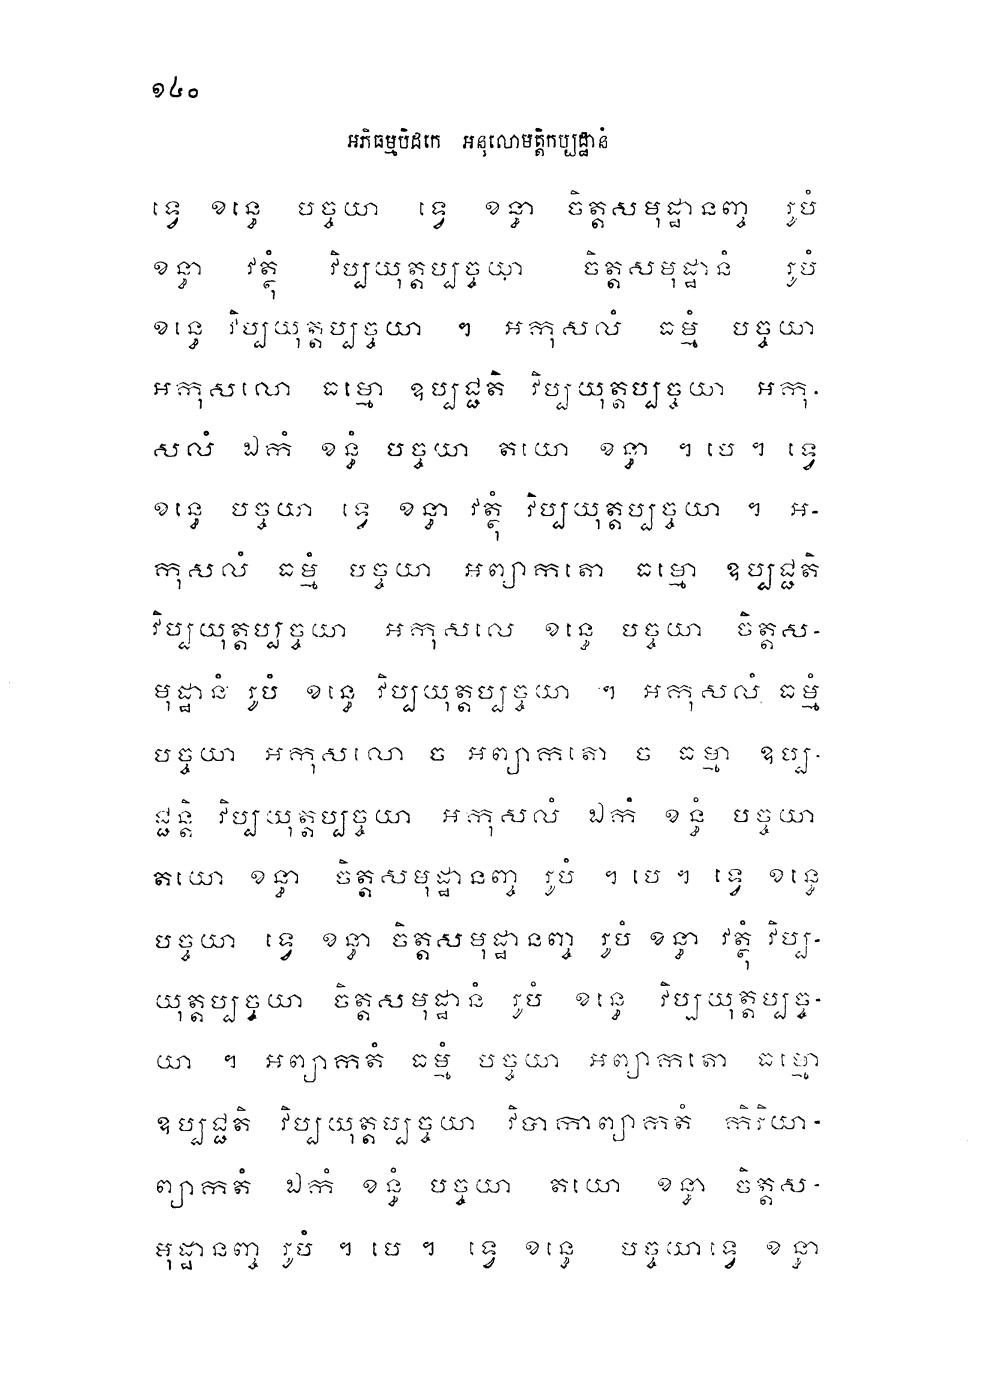 ១៤០
អភិធម្មបិដកេ អនុលោមត្តិកប្បដ្ឋានំ
ទ្វេ ខន្ធេ បច្ចយា ទ្វេ ខន្ធា ចិត្តសមុដ្ឋានញ្ច រូបំ
ខន្ធា វត្ថុំ វិប្បយុត្តប្បច្ចយា ចិត្តសមុដ្ឋានំ រូបំ
ខន្ធេ វិប្បយុត្តប្បច្ចយា ។ អកុសលំ ធម្មំ បច្ចយា
អកុសលោ ធម្មោ ឧប្បជ្ជតិ វិប្បយុត្តប្បច្ចយា អកុ-
សលំ ឯកំ ខន្ធំ បច្ចយា តយោ ខន្ធា ។ បេ ។ ទ្វេ
ខន្ធេ បច្ចយា ទ្វេ ខន្ធា វត្ថុំ វិប្បយុត្តប្បច្ចយា ។ អ-
កុសលំ ធម្មំ បច្ចយា អព្យាកតោ ធម្មោ ឧប្បជ្ជតិ
វិប្បយុត្តប្បច្ចយា អកុសលេ ខន្ធេ បច្ចយា ចិត្តស-
មុដ្ឋានំ រូបំ ខន្ធេ វិប្បយុត្តប្បច្ចយា ។ អកុសលំ ធម្មំ
បច្ចយា អកុសលោ ច អព្យាកតោ ច ធម្មា ឧប្ប-
ជ្ជន្តិ វិប្បយុត្តប្បច្ចយា អកុសលំ ឯកំ ខន្ធំ បច្ចយា
តយោ ខន្ធា ចិត្តសមុដ្ឋានញ្ច រូបំ ។ បេ ។ ទ្វេ ខន្ធេ
បច្ចយា ទ្វេ ខន្ធា ចិត្តសមុដ្ឋានញ្ច រូបំ ខន្ធា វត្ថុំ វិប្ប-
យុត្តប្បច្ចយា ចិត្តសមុដ្ឋានំ រូបំ ខន្ធេ វិប្បយុត្តប្បច្ច-
យា ។ អព្យាកតំ ធម្មំ បច្ចយា អព្យាកតោ ធម្មោ
ឧប្បជ្ជតិ វិប្បយុត្តប្បច្ចយា វិបាកាព្យាកតំ កិរិយា-
ព្យាកតំ ឯកំ ខន្ធំ បច្ចយា តយោ ខន្ធា ចិត្តស-
មុដ្ឋានញ្ច រូបំ ។ បេ ។ ទ្វេ ខន្ធេ បច្ចយា ទ្វេ ខន្ធា